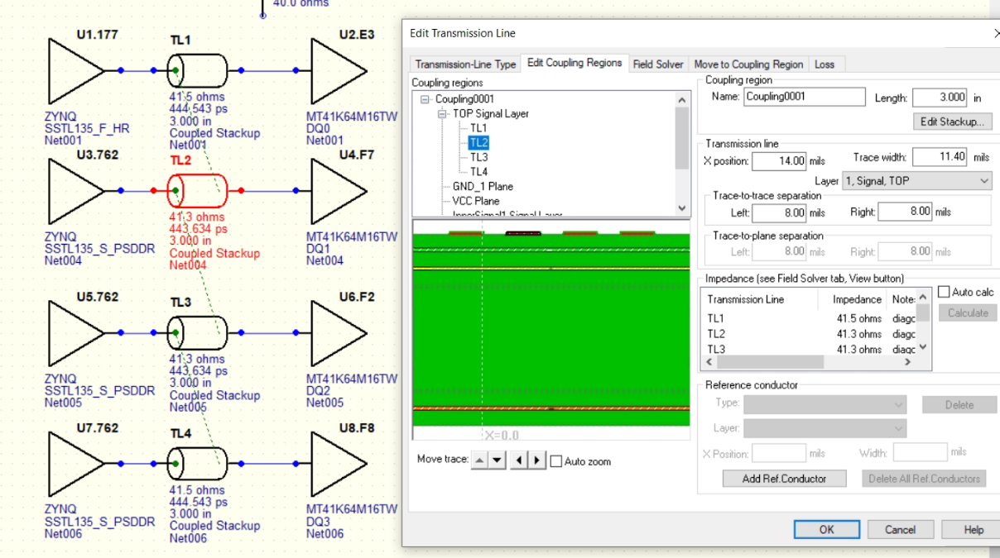 40.0 ohms
U1.177
TL1
U2.E3
41.5 ohms
444.543 ps
3.000 in
Coupled Stackup
Net001
ZYNQ
SSTL135_F_HR
Net001
MT41K64M16TW
DQ0
Net001
U3.762
TL2
U4.F7
41.3 ohms
443.634 ps
3.000 in
Coupled Stackup
Net004
ZYNQ
SSTL135_S_PSDDR
Net004
MT41K64M16TW
DQ1
Net004
U5.762
TL3
U6.F2
41.3 ohms
443.634 ps
3.000 in
Coupled Stackup
Net005
ZYNQ
SSTL135_S_PSDDR
Net005
MT41K64M16TW
DQ2
Net005
U7.762
TL4
U8.F8
41.5 ohms
444.543 ps
3.000 in
Coupled Stackup
Net006
ZYNQ
SSTL135_S_PSDDR
Net006
MT41K64M16TW
DQ3
Net006
Edit Transmission Line
Transmission-Line Type Edit Coupling Regions Field Solver Move to Coupling Region Loss
Coupling regions
Coupling0001
TOP Signal Layer
TL1
TL2
TL3
TL4
GND_1 Plane
VCC Plane
InnerSignal1 Signal Layer
X=0.0
Move trace: Auto zoom
Coupling region
Name: Coupling0001 Length: 3.000 in
Edit Stackup...
Transmission line
X position: 14.00 mils Trace width: 11.40 mils
Layer 1, Signal, TOP
Trace-to-trace separation
Left: 8.00 mils Right: 8.00 mils
Trace-to-plane separation
Left: 8.00 mils Right: 8.00 mils
Impedance (see Field Solver tab, View button)
Transmission Line Impedance Note:
TL1 41.5 ohms diagc
TL2 41.3 ohms diagc
TL3 41.3 ohms diagc
Auto calc
Calculate
Reference conductor
Type: Delete
Layer:
X Position: mils Width: mils
Add Ref.Conductor Delete All Ref.Conductors
OK Cancel Help